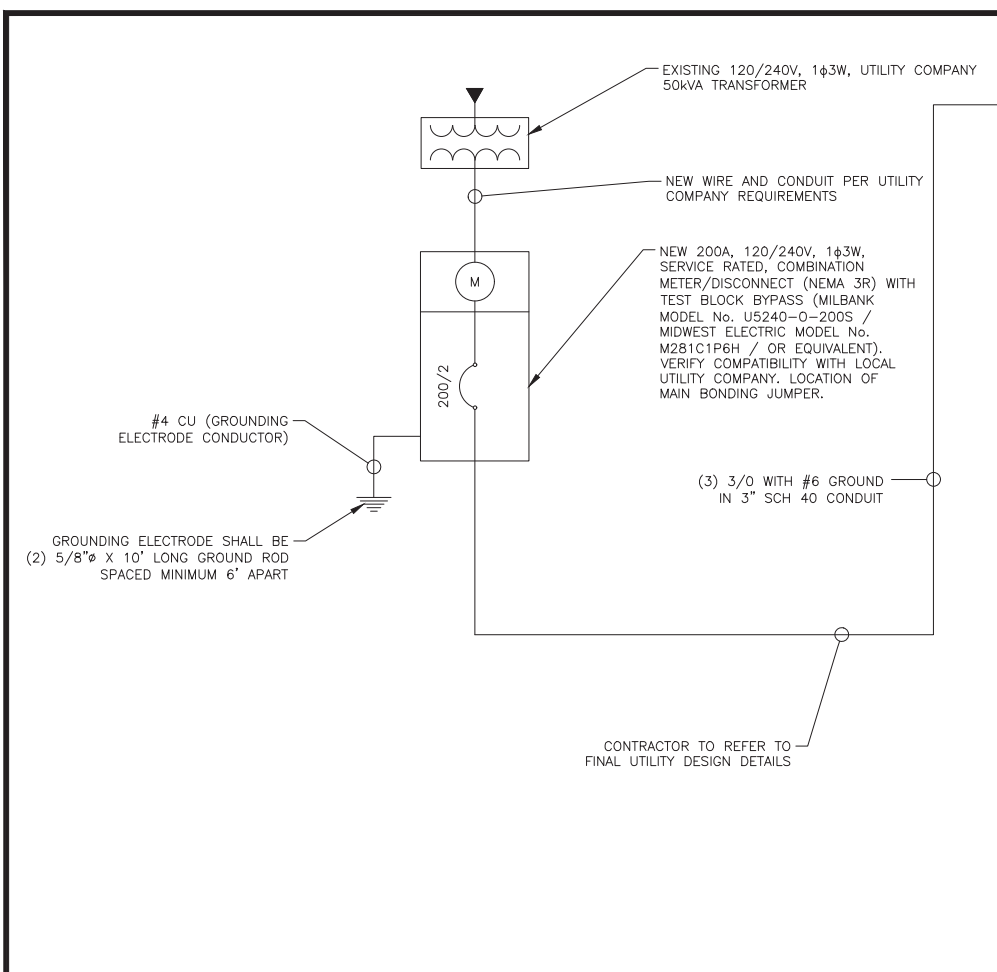 EXISTING 120/240V, 1ϕ3W, UTILITY COMPANY
50kVA TRANSFORMER
NEW WIRE AND CONDUIT PER UTILITY
COMPANY REQUIREMENTS
NEW 200A, 120/240V, 1ϕ3W,
SERVICE RATED, COMBINATION
METER/DISCONNECT (NEMA 3R) WITH
TEST BLOCK BYPASS (MILBANK
MODEL No. U5240-O-200S /
MIDWEST ELECTRIC MODEL No.
M281C1P6H / OR EQUIVALENT).
VERIFY COMPATIBILITY WITH LOCAL
UTILITY COMPANY. LOCATION OF
MAIN BONDING JUMPER.
M
200/2
#4 CU (GROUNDING
ELECTRODE CONDUCTOR)
(3) 3/0 WITH #6 GROUND
IN 3" SCH 40 CONDUIT
GROUNDING ELECTRODE SHALL BE
(2) 5/8"ø X 10' LONG GROUND ROD
SPACED MINIMUM 6' APART
CONTRACTOR TO REFER TO
FINAL UTILITY DESIGN DETAILS